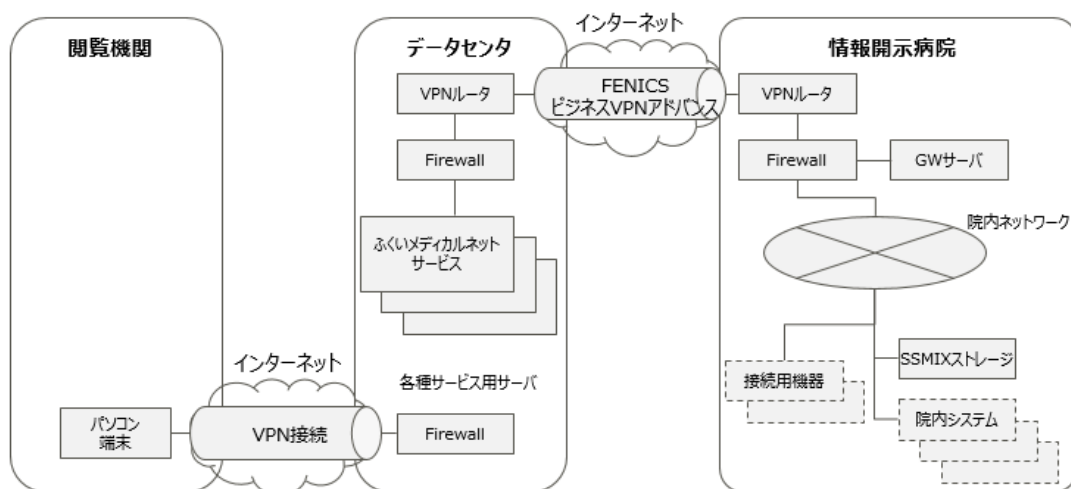 閲覧機関
パソコン
端末
インターネット
VPN接続
データセンタ
VPNルータ
Firewall
ふくいメディカルネット
サービス
各種サービス用サーバ
Firewall
インターネット
FENICS
ビジネスVPNアドバンス
情報開示病院
VPNルータ
Firewall
GWサーバ
院内ネットワーク
接続用機器
SSMIXストレージ
院内システム